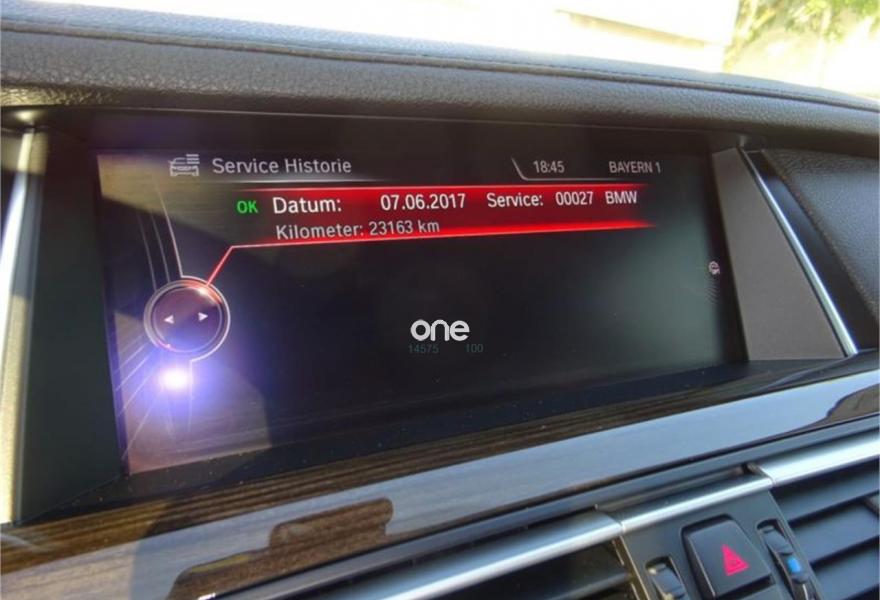 Service Historie
18:45
BAYERN 1
OK Datum: 07.06.2017 Service: 00027 BMW
Kilometer: 23163 km
one
14575 100